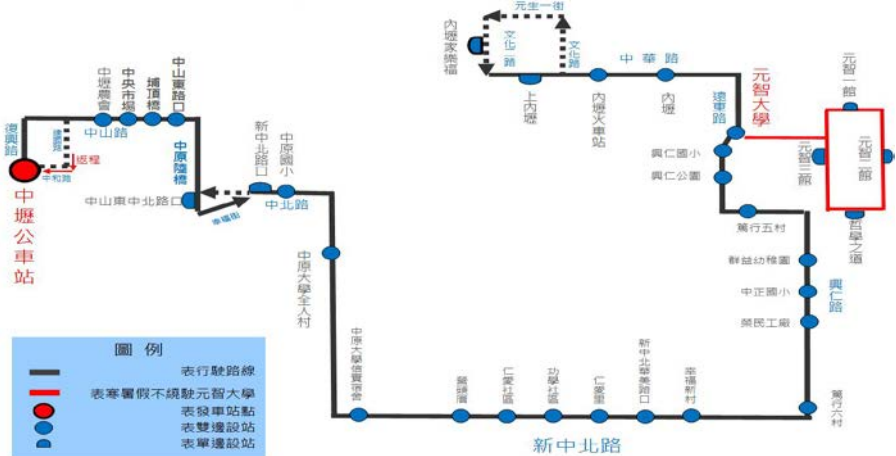 元生一街
文化二路
文化路
內壢家樂福
中華路
上內壢
內壢火車站
內壢
遠東路
元智大學
元智一館
元智二館
元智三館
哲學之道
興仁國小
興仁公園
篤行五村
群益幼稚園
中正國小
榮民工廠
興仁路
篤行六村
中壢農會
中央市場
埔頂橋
中山東路口
復興路
中山路
返程
中和路
中壢公車站
中原陸橋
中山東中北路口
新中北路口
中原國小
中北路
幸福街
中原大學全人村
中原大學信實宿舍
仁愛社區
功學社區
仁愛里
新中北華美路口
幸福新村
新中北路
圖例
表行駛路線
表寒暑假不繞駛元智大學
表發車站點
表雙邊設站
表單邊設站